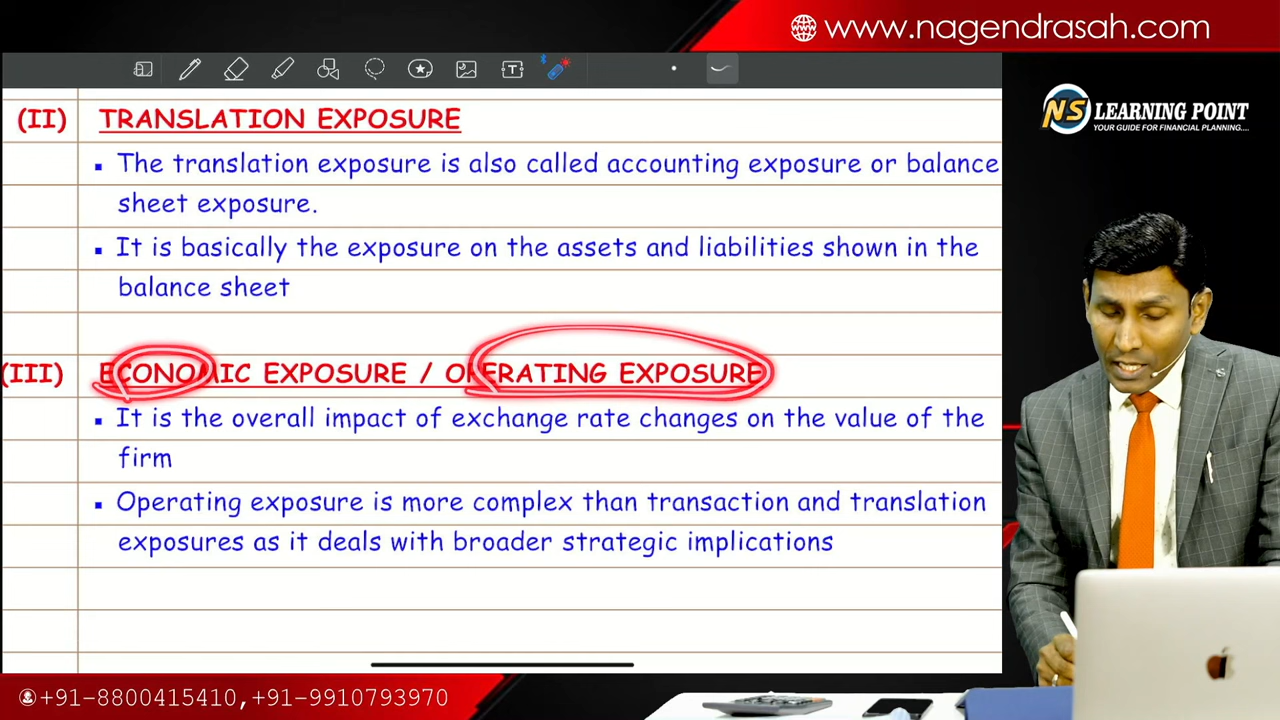 www.nagendrasah.com
NS LEARNING POINT
YOUR GUIDE FOR FINANCIAL PLANNING....
(II) TRANSLATION EXPOSURE
▪ The translation exposure is also called accounting exposure or balance
sheet exposure.
▪ It is basically the exposure on the assets and liabilities shown in the
balance sheet
(III) ECONOMIC EXPOSURE / OPERATING EXPOSURE
▪ It is the overall impact of exchange rate changes on the value of the
firm
▪ Operating exposure is more complex than transaction and translation
exposures as it deals with broader strategic implications
+91-8800415410,+91-9910793970